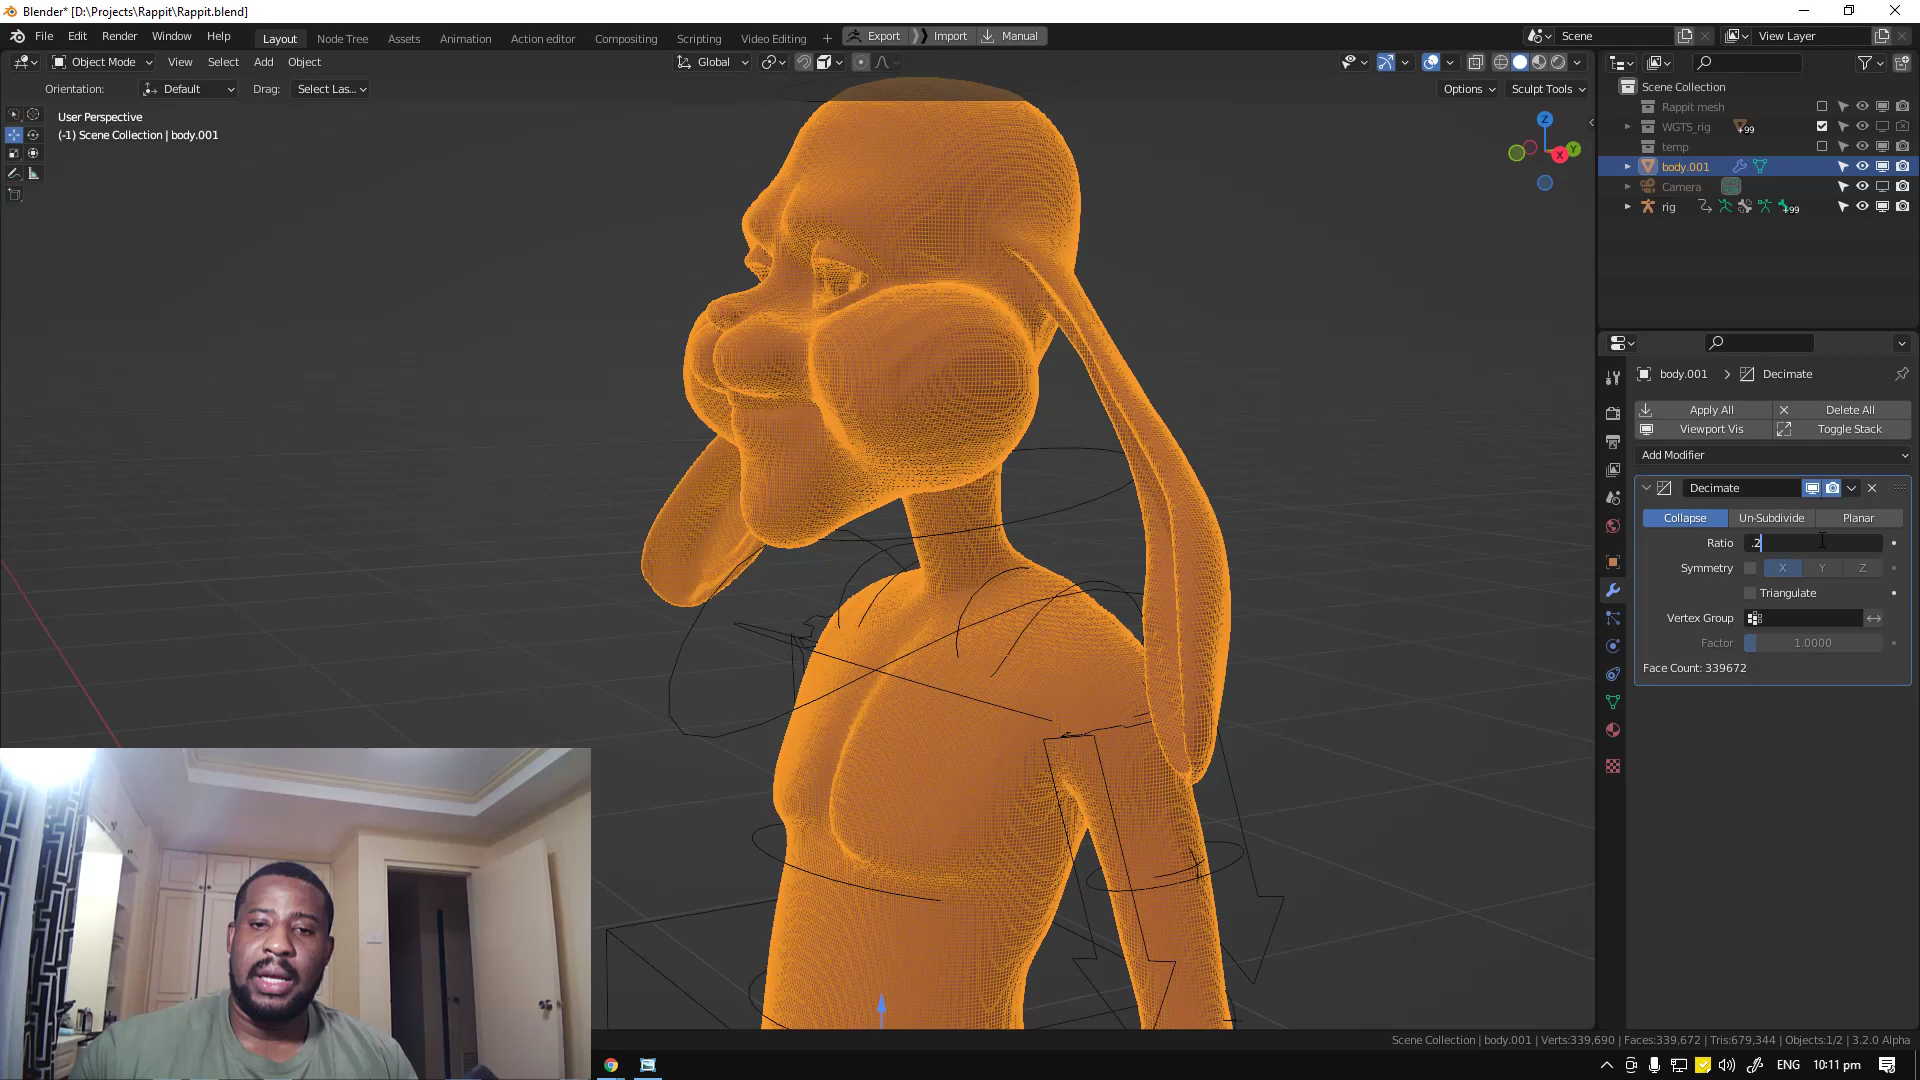 Blender* [D:\Projects\Rappit\Rappit.blend]
File Edit Render Window Help
Layout Node Tree Assets Animation Action editor Compositing Scripting Video Editing +
Export Import Manual
Scene
View Layer
Object Mode View Select Add Object
Global
Orientation: Default Drag: Select Las...
Options Sculpt Tools
User Perspective
(-1) Scene Collection | body.001
Z
Y
X
Scene Collection
Rappit mesh
WGTS_rig +99
temp
body.001
Camera
rig +99
body.001 > Decimate
Apply All Delete All
Viewport Vis Toggle Stack
Add Modifier
Decimate
Collapse Un-Subdivide Planar
Ratio .2
Symmetry X Y Z
Triangulate
Vertex Group
Factor 1.0000
Face Count: 339672
Scene Collection | body.001 | Verts:339,690 | Faces:339,672 | Tris:679,344 | Objects:1/2 | 3.2.0 Alpha
ENG 10:11 pm